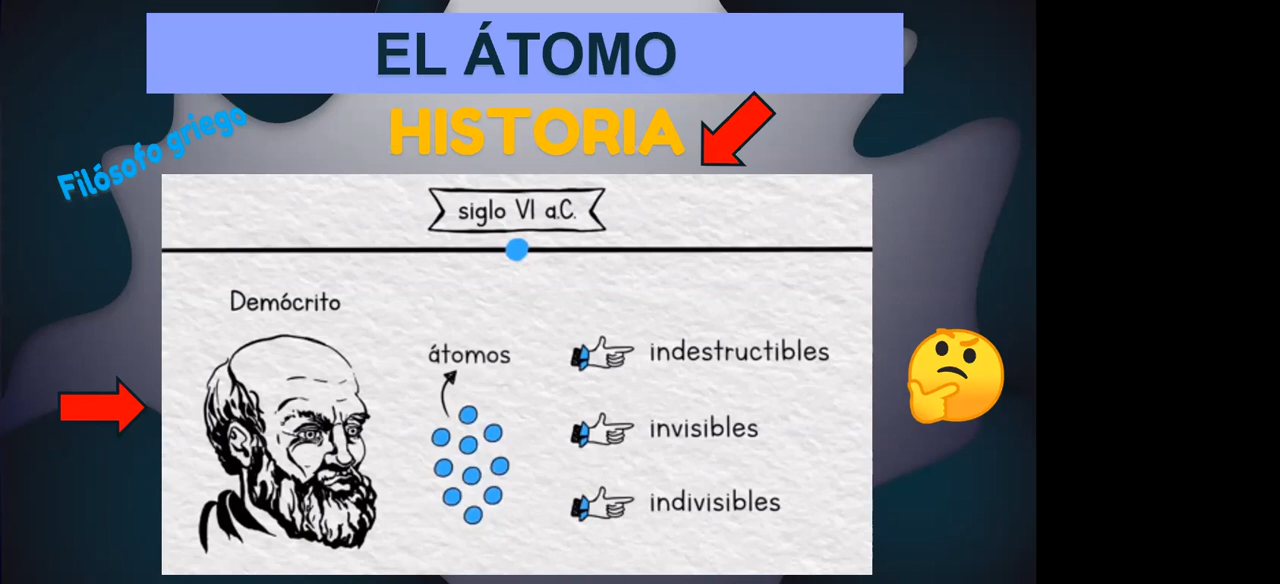 EL ÁTOMO
HISTORIA
Filósofo griego
siglo VI a.C.
Demócrito
átomos
indestructibles
invisibles
indivisibles